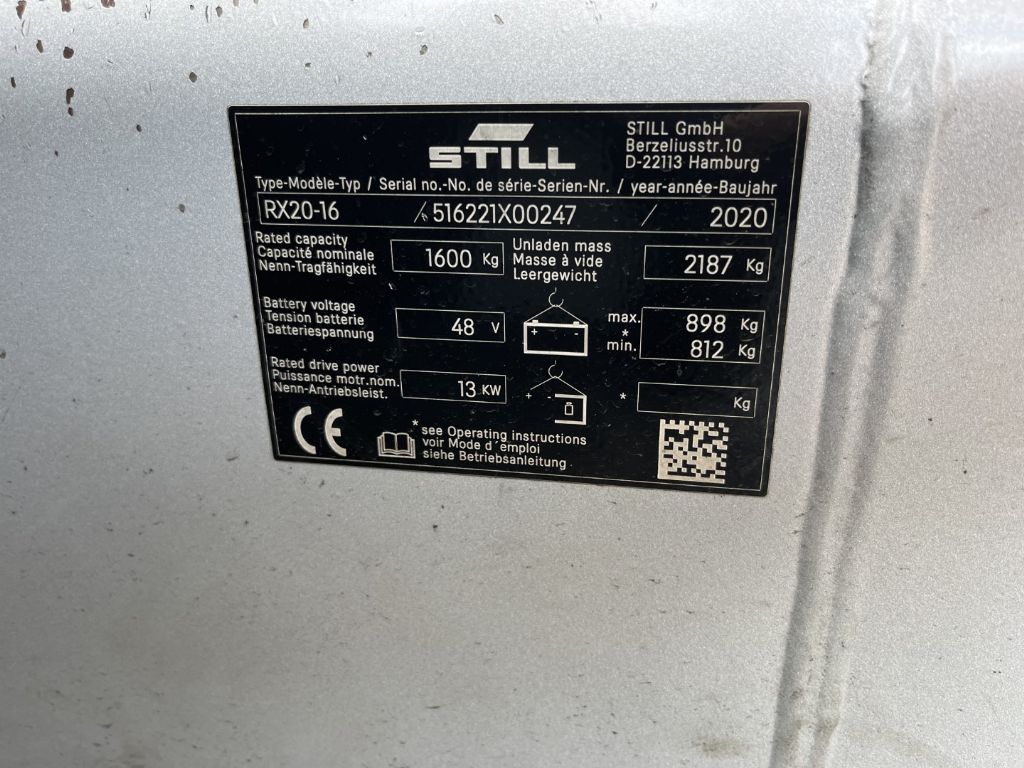 STILL
STILL GmbH
Berzeliusstr.10
D-22113 Hamburg
Type-Modèle-Typ / Serial no.-No. de série-Serien-Nr. / year-année-Baujahr
RX20-16 / 516221X00247 / 2020
Rated capacity
Capacité nominale
Nenn-Tragfähigkeit
1600 Kg
Unladen mass
Masse à vide
Leergewicht
2187 Kg
Battery voltage
Tension batterie
Batteriespannung
48 V
+ -
max.
*
min.
898 Kg
812 Kg
Rated drive power
Puissance motr.nom.
Nenn-Antriebsleist.
13 KW
+ -
* Kg
CE
* see Operating instructions
voir Mode d´emploi
siehe Betriebsanleitung